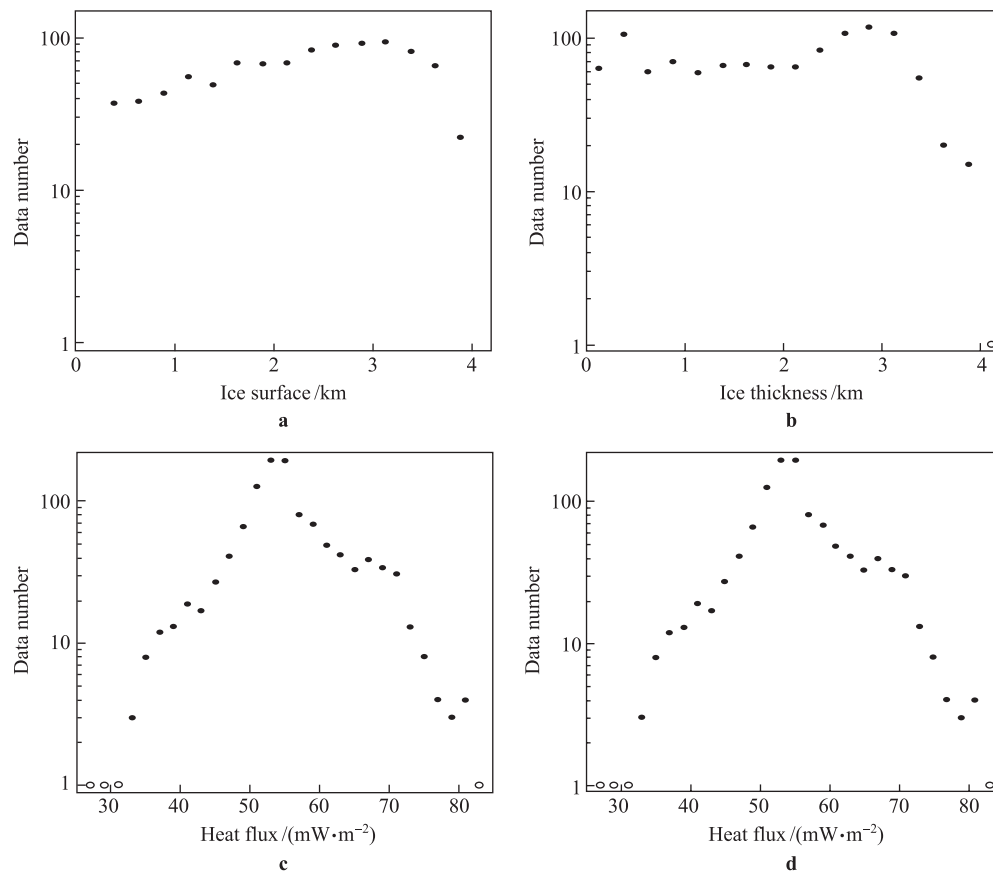 100
10
1
Data number
0
1
2
3
4
Ice surface /km
a
100
10
1
Data number
0
1
2
3
4
Ice thickness /km
b
100
10
1
Data number
30
40
50
60
70
80
Heat flux /(mW•m⁻²)
c
100
10
1
Data number
30
40
50
60
70
80
Heat flux /(mW•m⁻²)
d